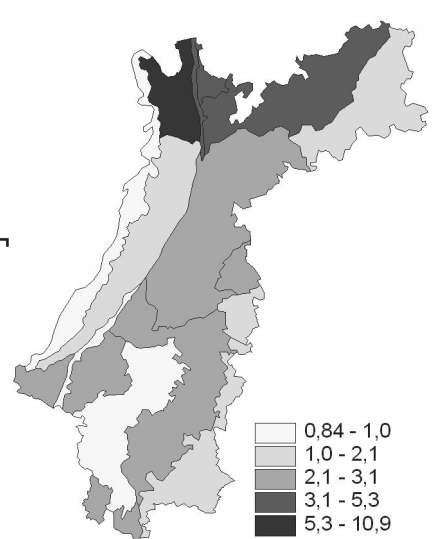 0,84 - 1,0
1,0 - 2,1
2,1 - 3,1
3,1 - 5,3
5,3 - 10,9